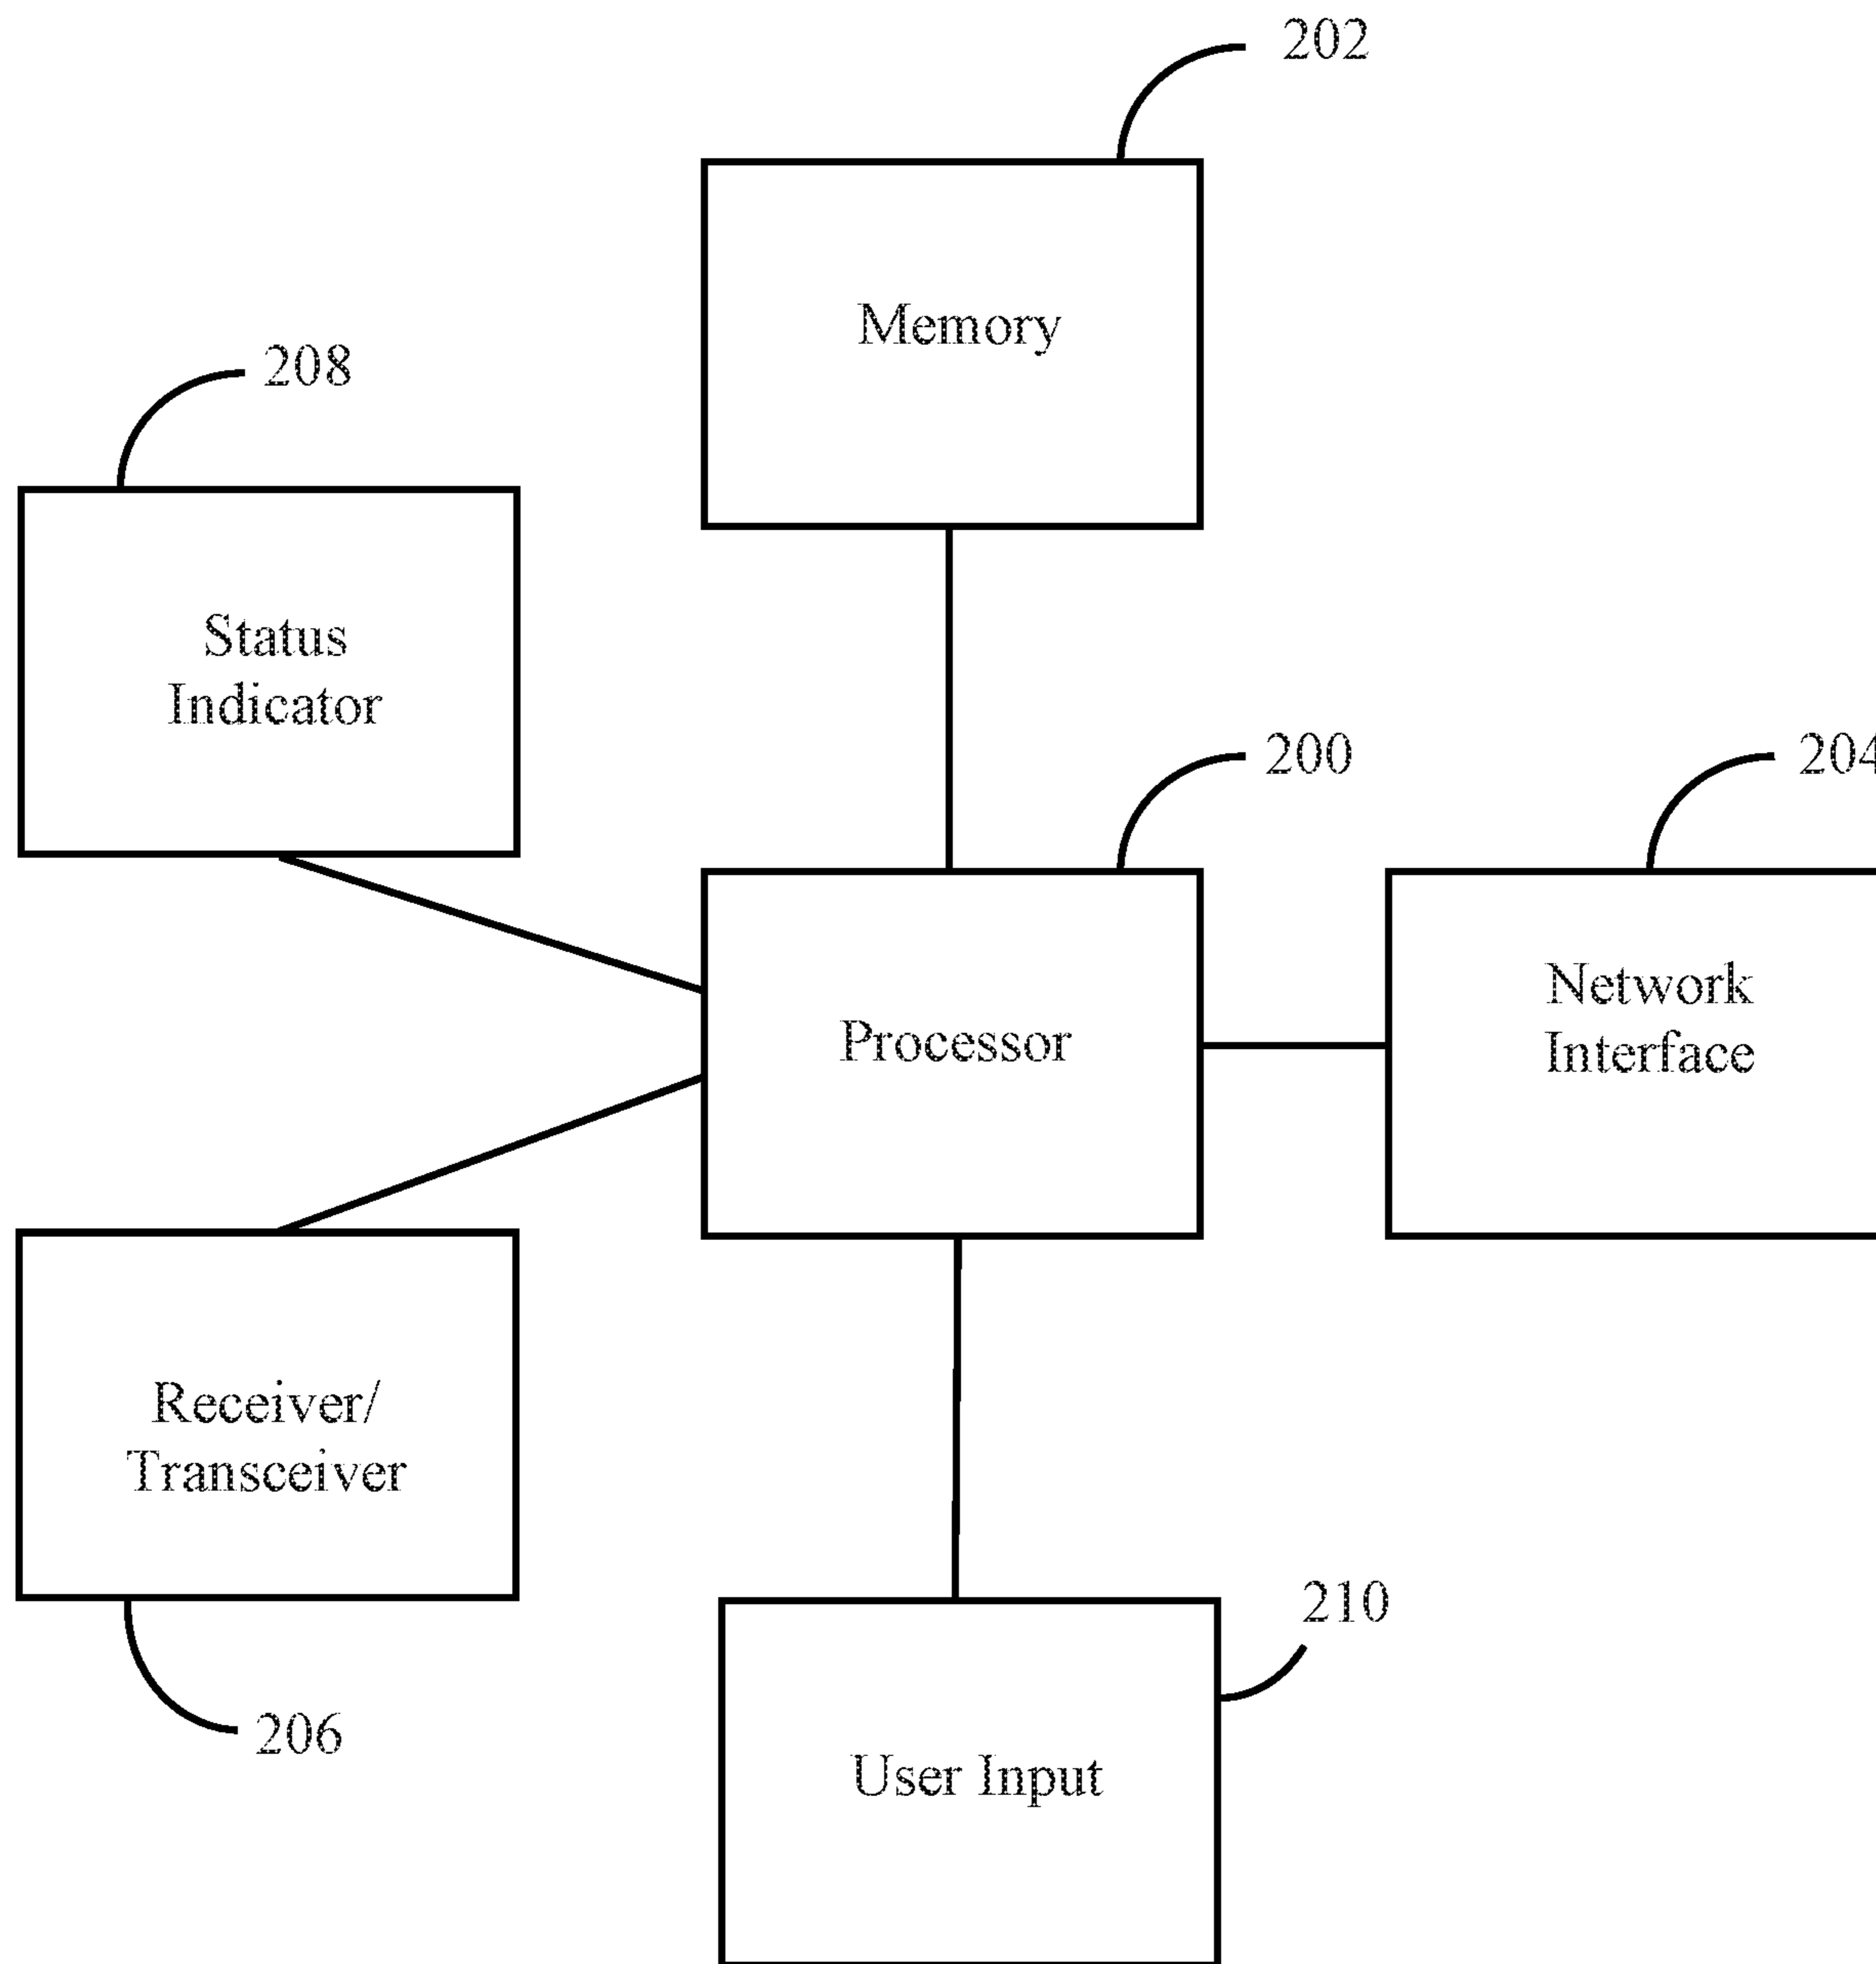 202
Memory
208
Status
Indicator
200
204
Processor
Network
Interface
Receiver/
Transceiver
206
210
User Input